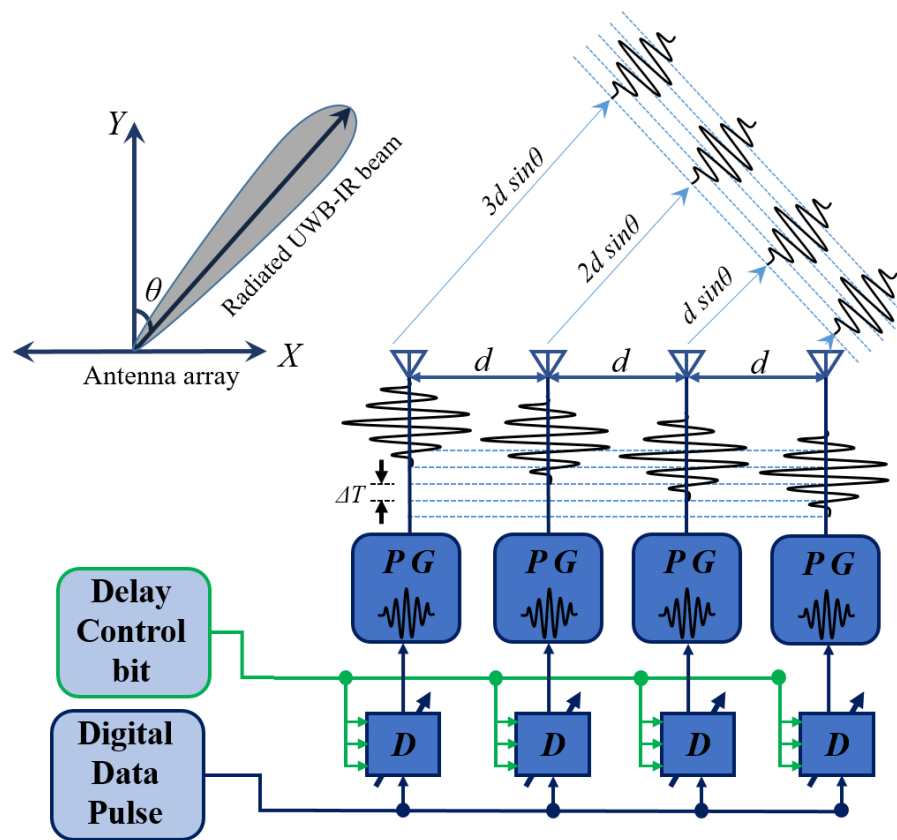 Y
θ
X
Radiated UWB-IR beam
Antenna array
3d sinθ
2d sinθ
d sinθ
d
d
d
ΔT
P G
P G
P G
P G
Delay
Control
bit
D
D
D
D
Digital
Data
Pulse